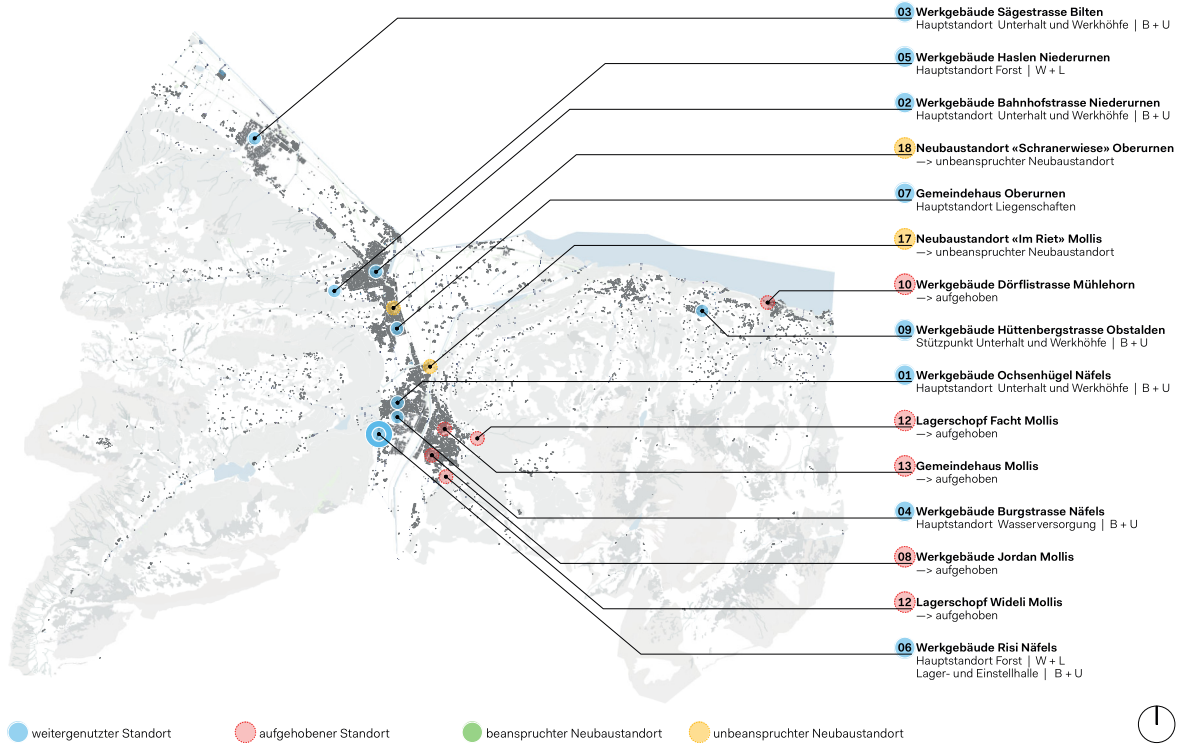 03 Werkgebäude Sägestrasse Bilten
Hauptstandort Unterhalt und Werkhöhfe | B + U
05 Werkgebäude Haslen Niederurnen
Hauptstandort Forst | W + L
02 Werkgebäude Bahnhofstrasse Niederurnen
Hauptstandort Unterhalt und Werkhöhfe | B + U
18 Neubaustandort «Schranerwiese» Oberurnen
—> unbeanspruchter Neubaustandort
07 Gemeindehaus Oberurnen
Hauptstandort Liegenschaften
17 Neubaustandort «Im Riet» Mollis
—> unbeanspruchter Neubaustandort
10 Werkgebäude Dörflistrasse Mühlehorn
—> aufgehoben
09 Werkgebäude Hüttenbergstrasse Obstalden
Stützpunkt Unterhalt und Werkhöhfe | B + U
01 Werkgebäude Ochsenhügel Näfels
Hauptstandort Unterhalt und Werkhöhfe | B + U
12 Lagerschopf Facht Mollis
—> aufgehoben
13 Gemeindehaus Mollis
—> aufgehoben
04 Werkgebäude Burgstrasse Näfels
Hauptstandort Wasserversorgung | B + U
08 Werkgebäude Jordan Mollis
—> aufgehoben
12 Lagerschopf Wideli Mollis
—> aufgehoben
06 Werkgebäude Risi Näfels
Hauptstandort Forst | W + L
Lager- und Einstellhalle | B + U
weitergenutzter Standort
aufgehobener Standort
beanspruchter Neubaustandort
unbeanspruchter Neubaustandort